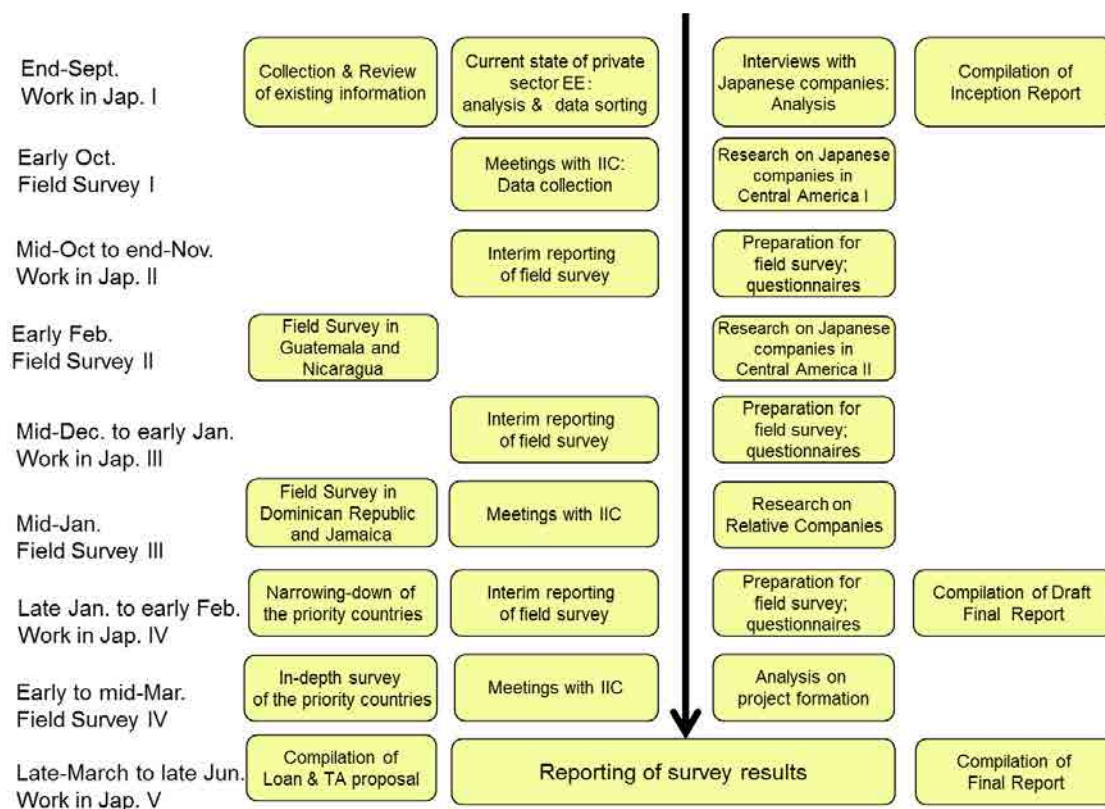 End-Sept.
Work in Jap. I
Collection & Review
of existing information
Current state of private
sector EE:
analysis & data sorting
Interviews with
Japanese companies:
Analysis
Compilation of
Inception Report
Early Oct.
Field Survey I
Meetings with IIC:
Data collection
Research on Japanese
companies in
Central America I
Mid-Oct to end-Nov.
Work in Jap. II
Interim reporting
of field survey
Preparation for
field survey;
questionnaires
Early Feb.
Field Survey II
Field Survey in
Guatemala and
Nicaragua
Research on Japanese
companies in
Central America II
Mid-Dec. to early Jan.
Work in Jap. III
Interim reporting
of field survey
Preparation for
field survey;
questionnaires
Mid-Jan.
Field Survey III
Field Survey in
Dominican Republic
and Jamaica
Meetings with IIC
Research on
Relative Companies
Late Jan. to early Feb.
Work in Jap. IV
Narrowing-down of
the priority countries
Interim reporting
of field survey
Preparation for
field survey;
questionnaires
Compilation of Draft
Final Report
Early to mid-Mar.
Field Survey IV
In-depth survey
of the priority countries
Meetings with IIC
Analysis on
project formation
Late-March to late Jun.
Work in Jap. V
Compilation of
Loan & TA proposal
Reporting of survey results
Compilation of
Final Report